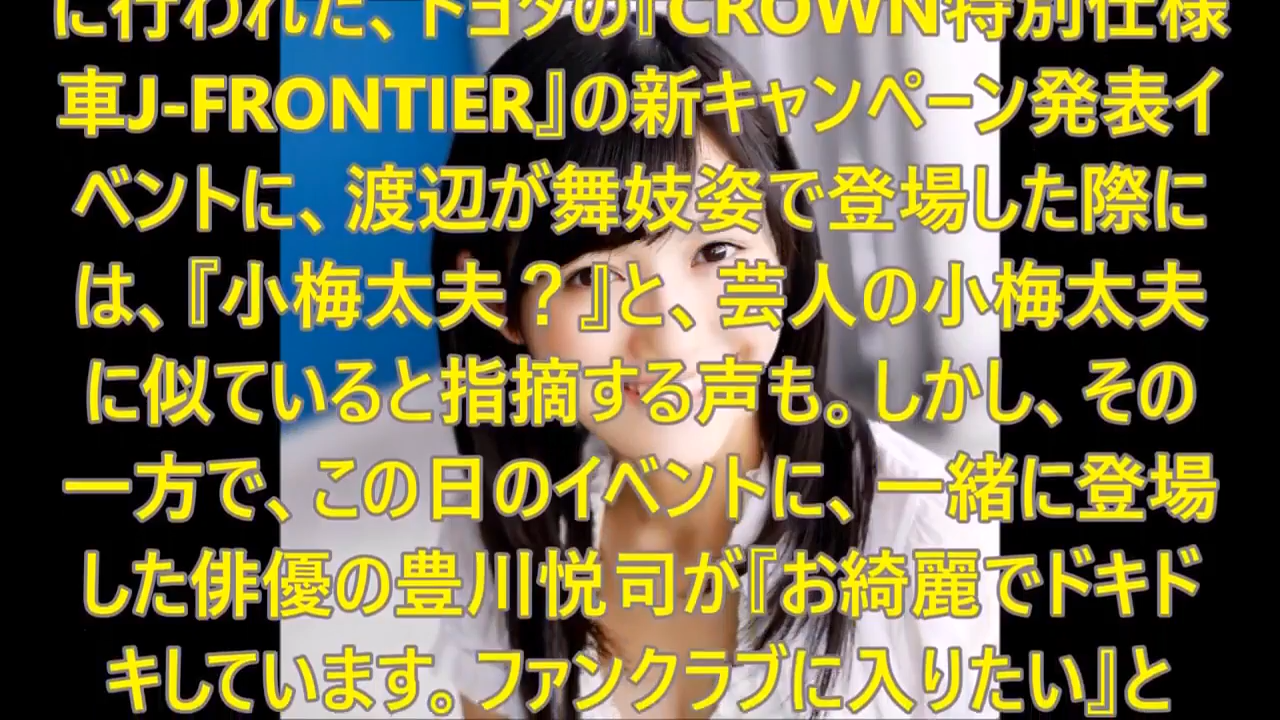 に行われた、トヨタの『CROWN特別仕様
車J-FRONTIER』の新キャンペーン発表イ
ベントに、渡辺が舞妓姿で登場した際に
は、『小梅太夫？』と、芸人の小梅太夫
に似ていると指摘する声も。しかし、その
一方で、この日のイベントに、一緒に登場
した俳優の豊川悦司が『お綺麗でドキド
キしています。ファンクラブに入りたい』と